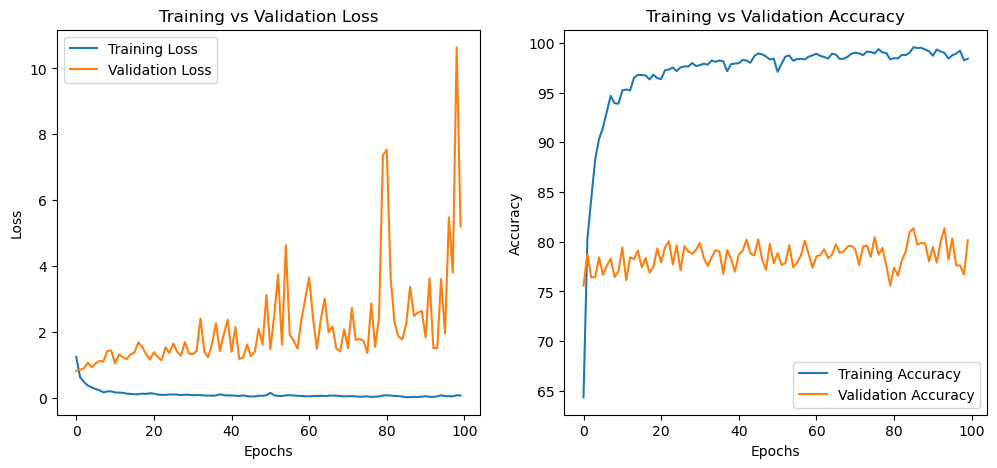 Training vs Validation Loss
Training Loss
Validation Loss
Loss
10
8
6
4
2
0
0 20 40 60 80 100
Epochs
Training vs Validation Accuracy
Accuracy
100
95
90
85
80
75
70
65
Training Accuracy
Validation Accuracy
0 20 40 60 80 100
Epochs